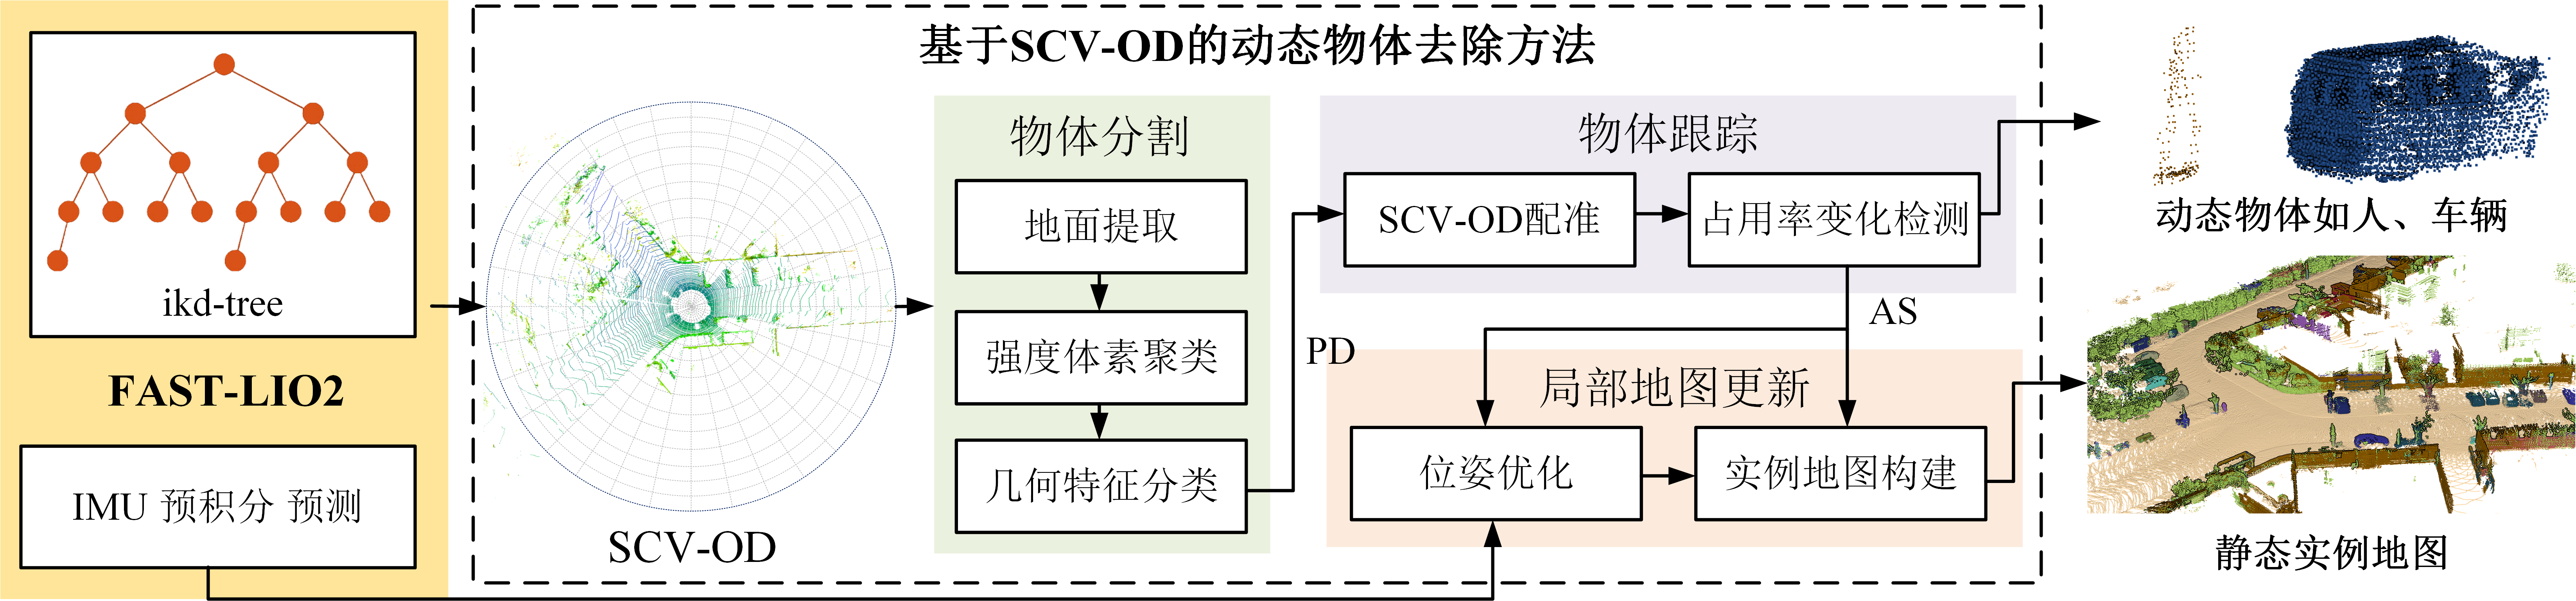 ikd-tree
FAST-LIO2
IMU 预积分 预测
基于SCV-OD的动态物体去除方法
SCV-OD
物体分割
地面提取
强度体素聚类
几何特征分类
物体跟踪
SCV-OD配准
占用率变化检测
PD
AS
局部地图更新
位姿优化
实例地图构建
动态物体如人、车辆
静态实例地图